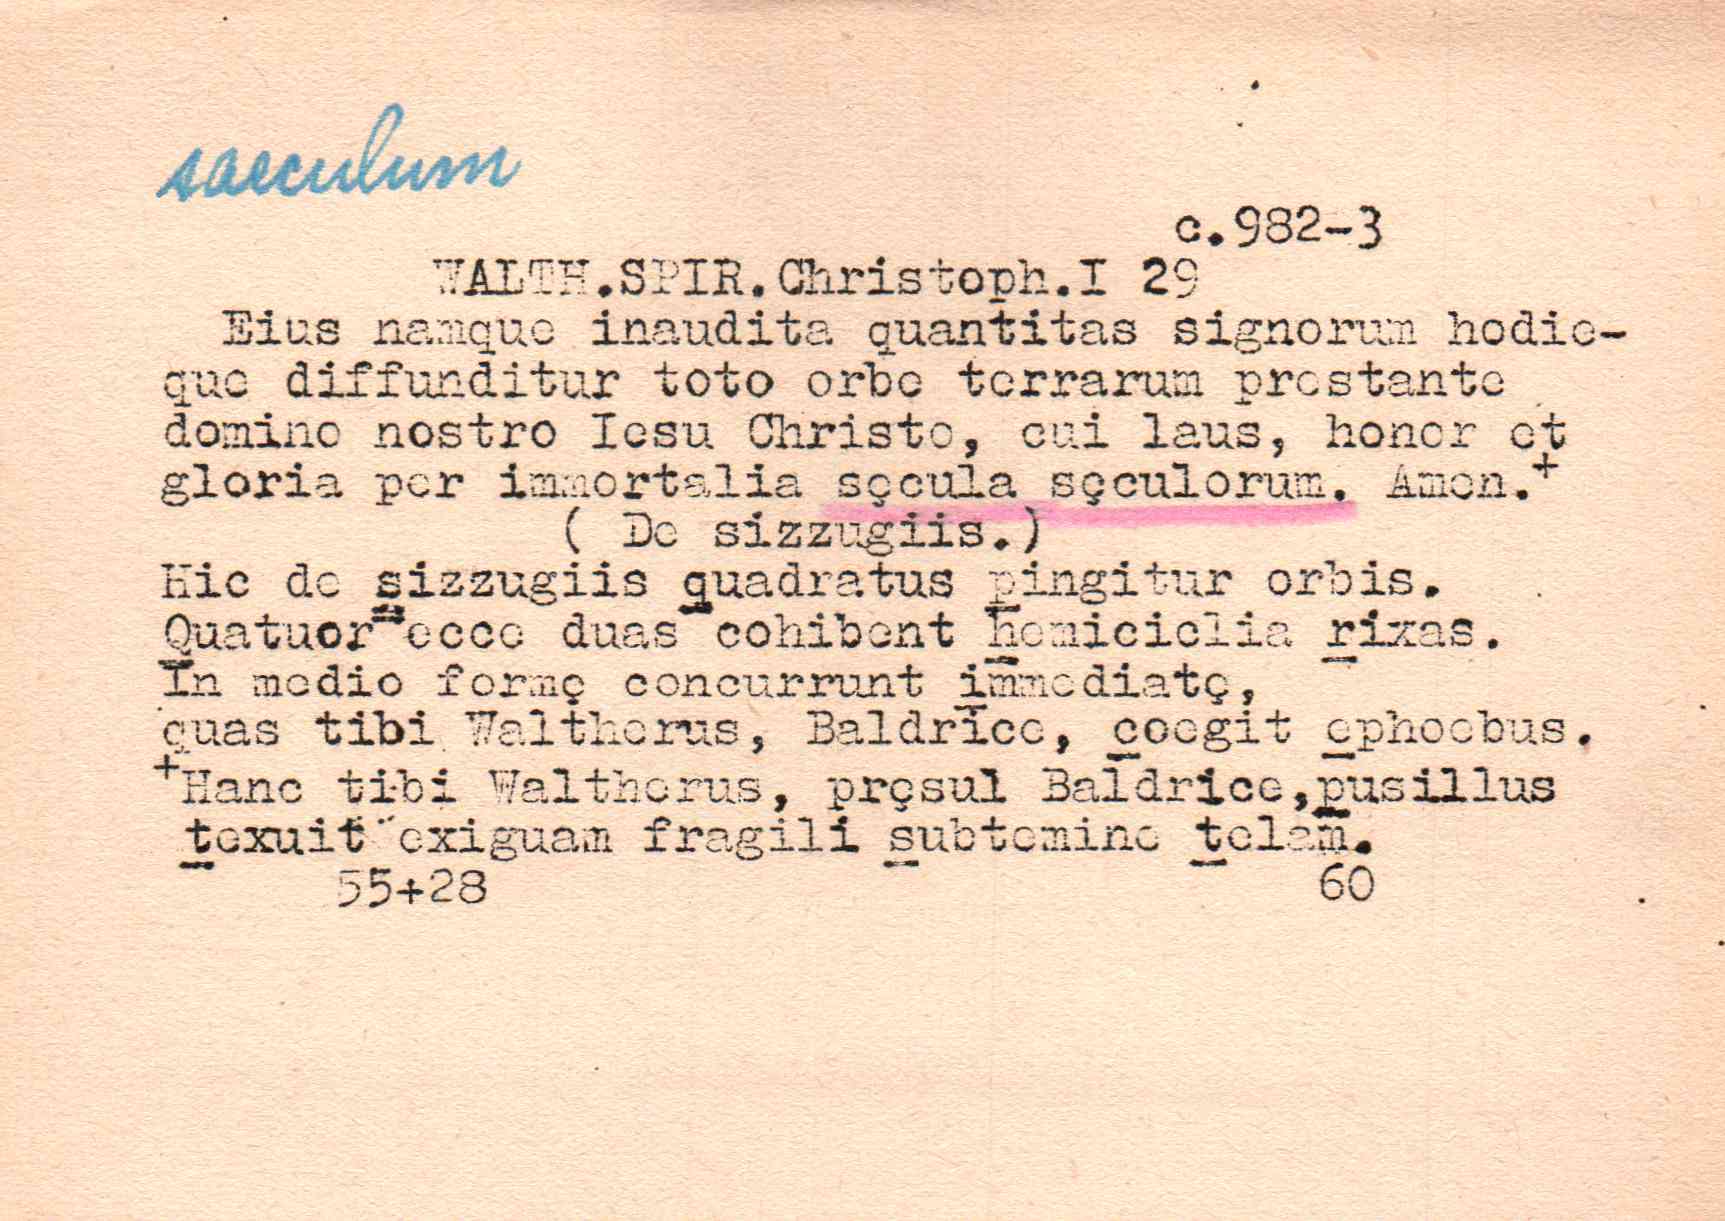 saeculum
c.982-3
WALTH.SPIR.Christoph.I 29
Eius namque inaudita quantitas signorum hodie-
que diffunditur toto orbe terrarum prestante
domino nostro Iesu Christo, cui laus, honor et
gloria per immortalia sęcula sęculorum. Amen.+
( De sizzugiis.)
Hic de sizzugiis quadratus pingitur orbis.
Quatuor ecce duas cohibent hemiciclia rixas.
In medio formę concurrunt immediatę,
quas tibi Waltherus, Baldrice, coegit ephoebus.
+Hanc tibi Waltherus, pręsul Baldrice,pusillus
texuit exiguam fragili subtemine telam.
55+28 60